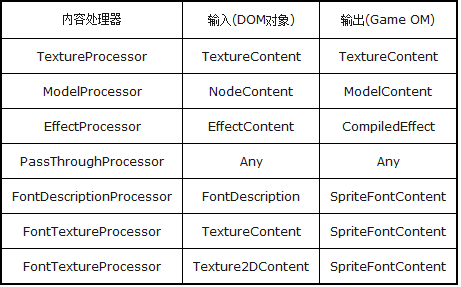 内容处理器 输入(DOM对象) 输出(Game OM)
TextureProcessor TextureContent TextureContent
ModelProcessor NodeContent ModelContent
EffectProcessor EffectContent CompiledEffect
PassThroughProcessor Any Any
FontDescriptionProcessor FontDescription SpriteFontContent
FontTextureProcessor TextureContent SpriteFontContent
FontTextureProcessor Texture2DContent SpriteFontContent